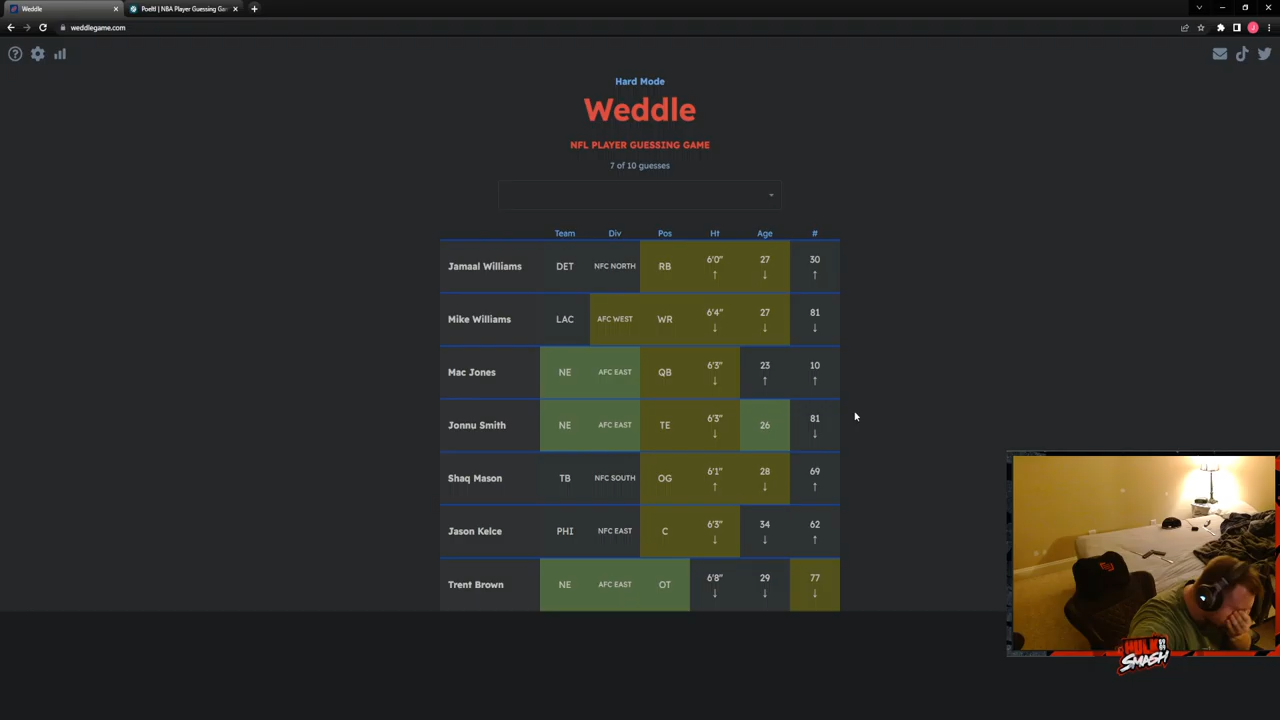 Weddle
Poeltl | NBA Player Guessing Ga
weddlegame.com
Hard Mode
Weddle
NFL PLAYER GUESSING GAME
7 of 10 guesses
Team Div Pos Ht Age #
Jamaal Williams DET NFC NORTH RB 6'0" ↑ 27 ↓ 30 ↑
Mike Williams LAC AFC WEST WR 6'4" ↓ 27 ↓ 81 ↓
Mac Jones NE AFC EAST QB 6'3" ↓ 23 ↑ 10 ↑
Jonnu Smith NE AFC EAST TE 6'3" ↓ 26 81 ↓
Shaq Mason TB NFC SOUTH OG 6'1" ↑ 28 ↓ 69 ↑
Jason Kelce PHI NFC EAST C 6'3" ↓ 34 ↓ 62 ↑
Trent Brown NE AFC EAST OT 6'8" ↓ 29 ↓ 77 ↓
HULK
SMASH